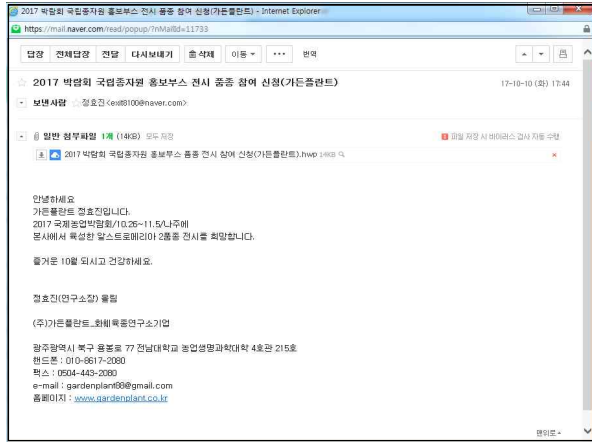 2017 박람회 국립종자원 홍보부스 전시 품종 참여 신청(가든플란트) - Internet Explorer
https://mail.naver.com/read/popup/?nMailId=11733
답장 전체답장 전달 다시보내기 삭제 이동 ... 번역
2017 박람회 국립종자원 홍보부스 전시 품종 참여 신청(가든플란트) 17-10-10 (화) 17:44
보낸사람 정효진<exit8100@naver.com>
일반 첨부파일 1개 (14KB) 모두 저장 파일 저장 시 바이러스 검사 자동 수행
2017 박람회 국립종자원 홍보부스 품종 전시 참여 신청(가든플란트).hwp 14KB
안녕하세요
가든플란트 정효진입니다.
2017 국제농업박람회/10.26~11.5/나주에
본사에서 육성한 알스트로메리아 2품종 전시를 희망합니다.
즐거운 10월 되시고 건강하세요.
정효진(연구소장) 올림
(주)가든플란트_화훼육종연구소기업
광주광역시 북구 용봉로 77 전남대학교 농업생명과학대학 4호관 215호
핸드폰 : 010-8617-2080
팩스 : 0504-443-2080
e-mail : gardenplant88@gmail.com
홈페이지 : www.gardenplant.co.kr
맨위로